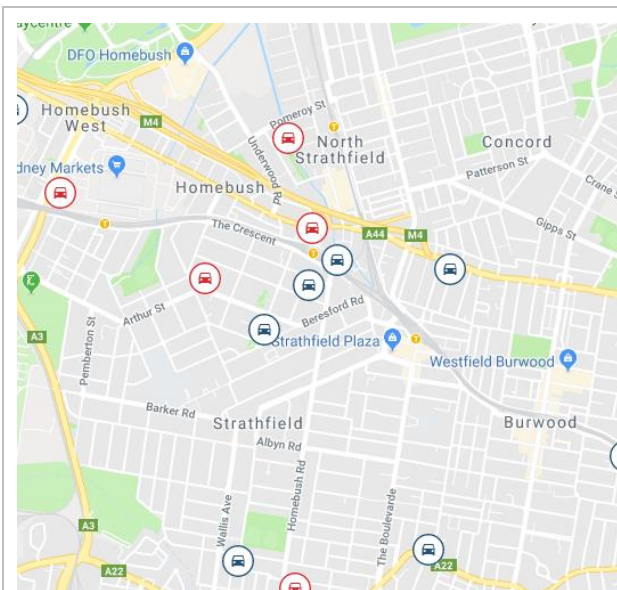 aycentre
DFO Homebush
Homebush
West
M4
Pomeroy St
North
Strathfield
Concord
Underwood Rd
Patterson St
Crane S
dney Markets
Homebush
Gipps St
The Crescent
A44
M4
Arthur St
Beresford Rd
A3
Pemberton St
Strathfield Plaza
Westfield Burwood
Barker Rd
Strathfield
Burwood
Albyn Rd
Homebush Rd
Wallis Ave
The Boulevarde
A3
A22
A22